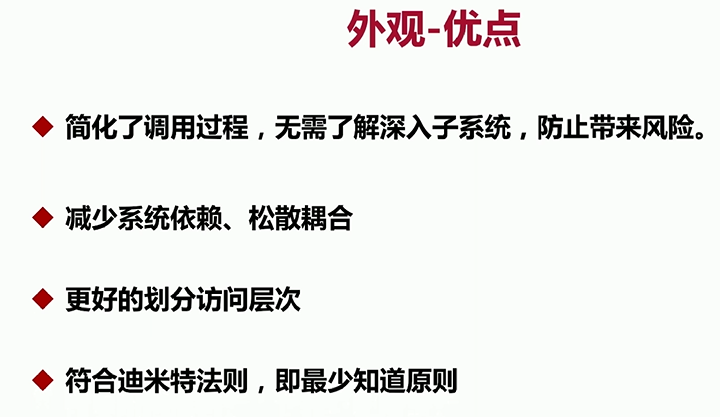 外观-优点
简化了调用过程，无需了解深入子系统，防止带来风险。
减少系统依赖、松散耦合
更好的划分访问层次
符合迪米特法则，即最少知道原则